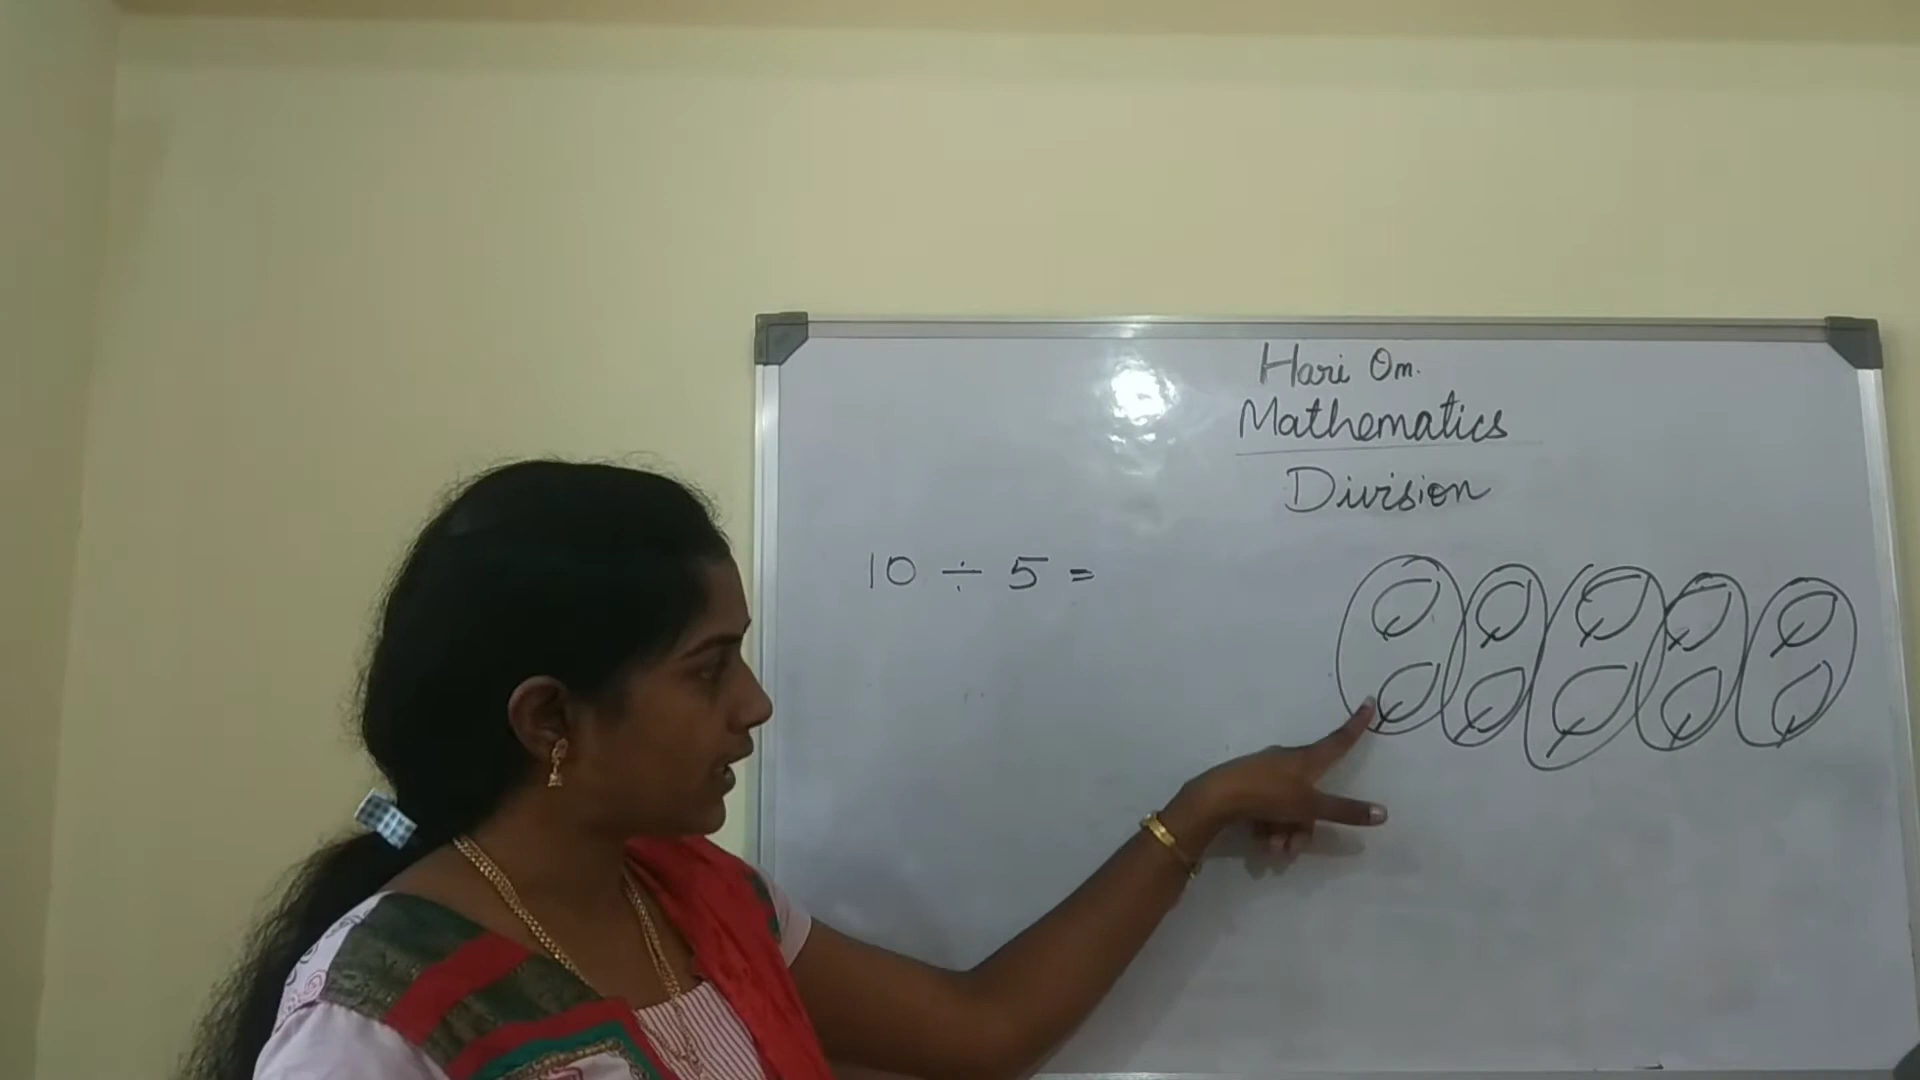 Hari Om.
Mathematics
Division
10 ÷ 5 =